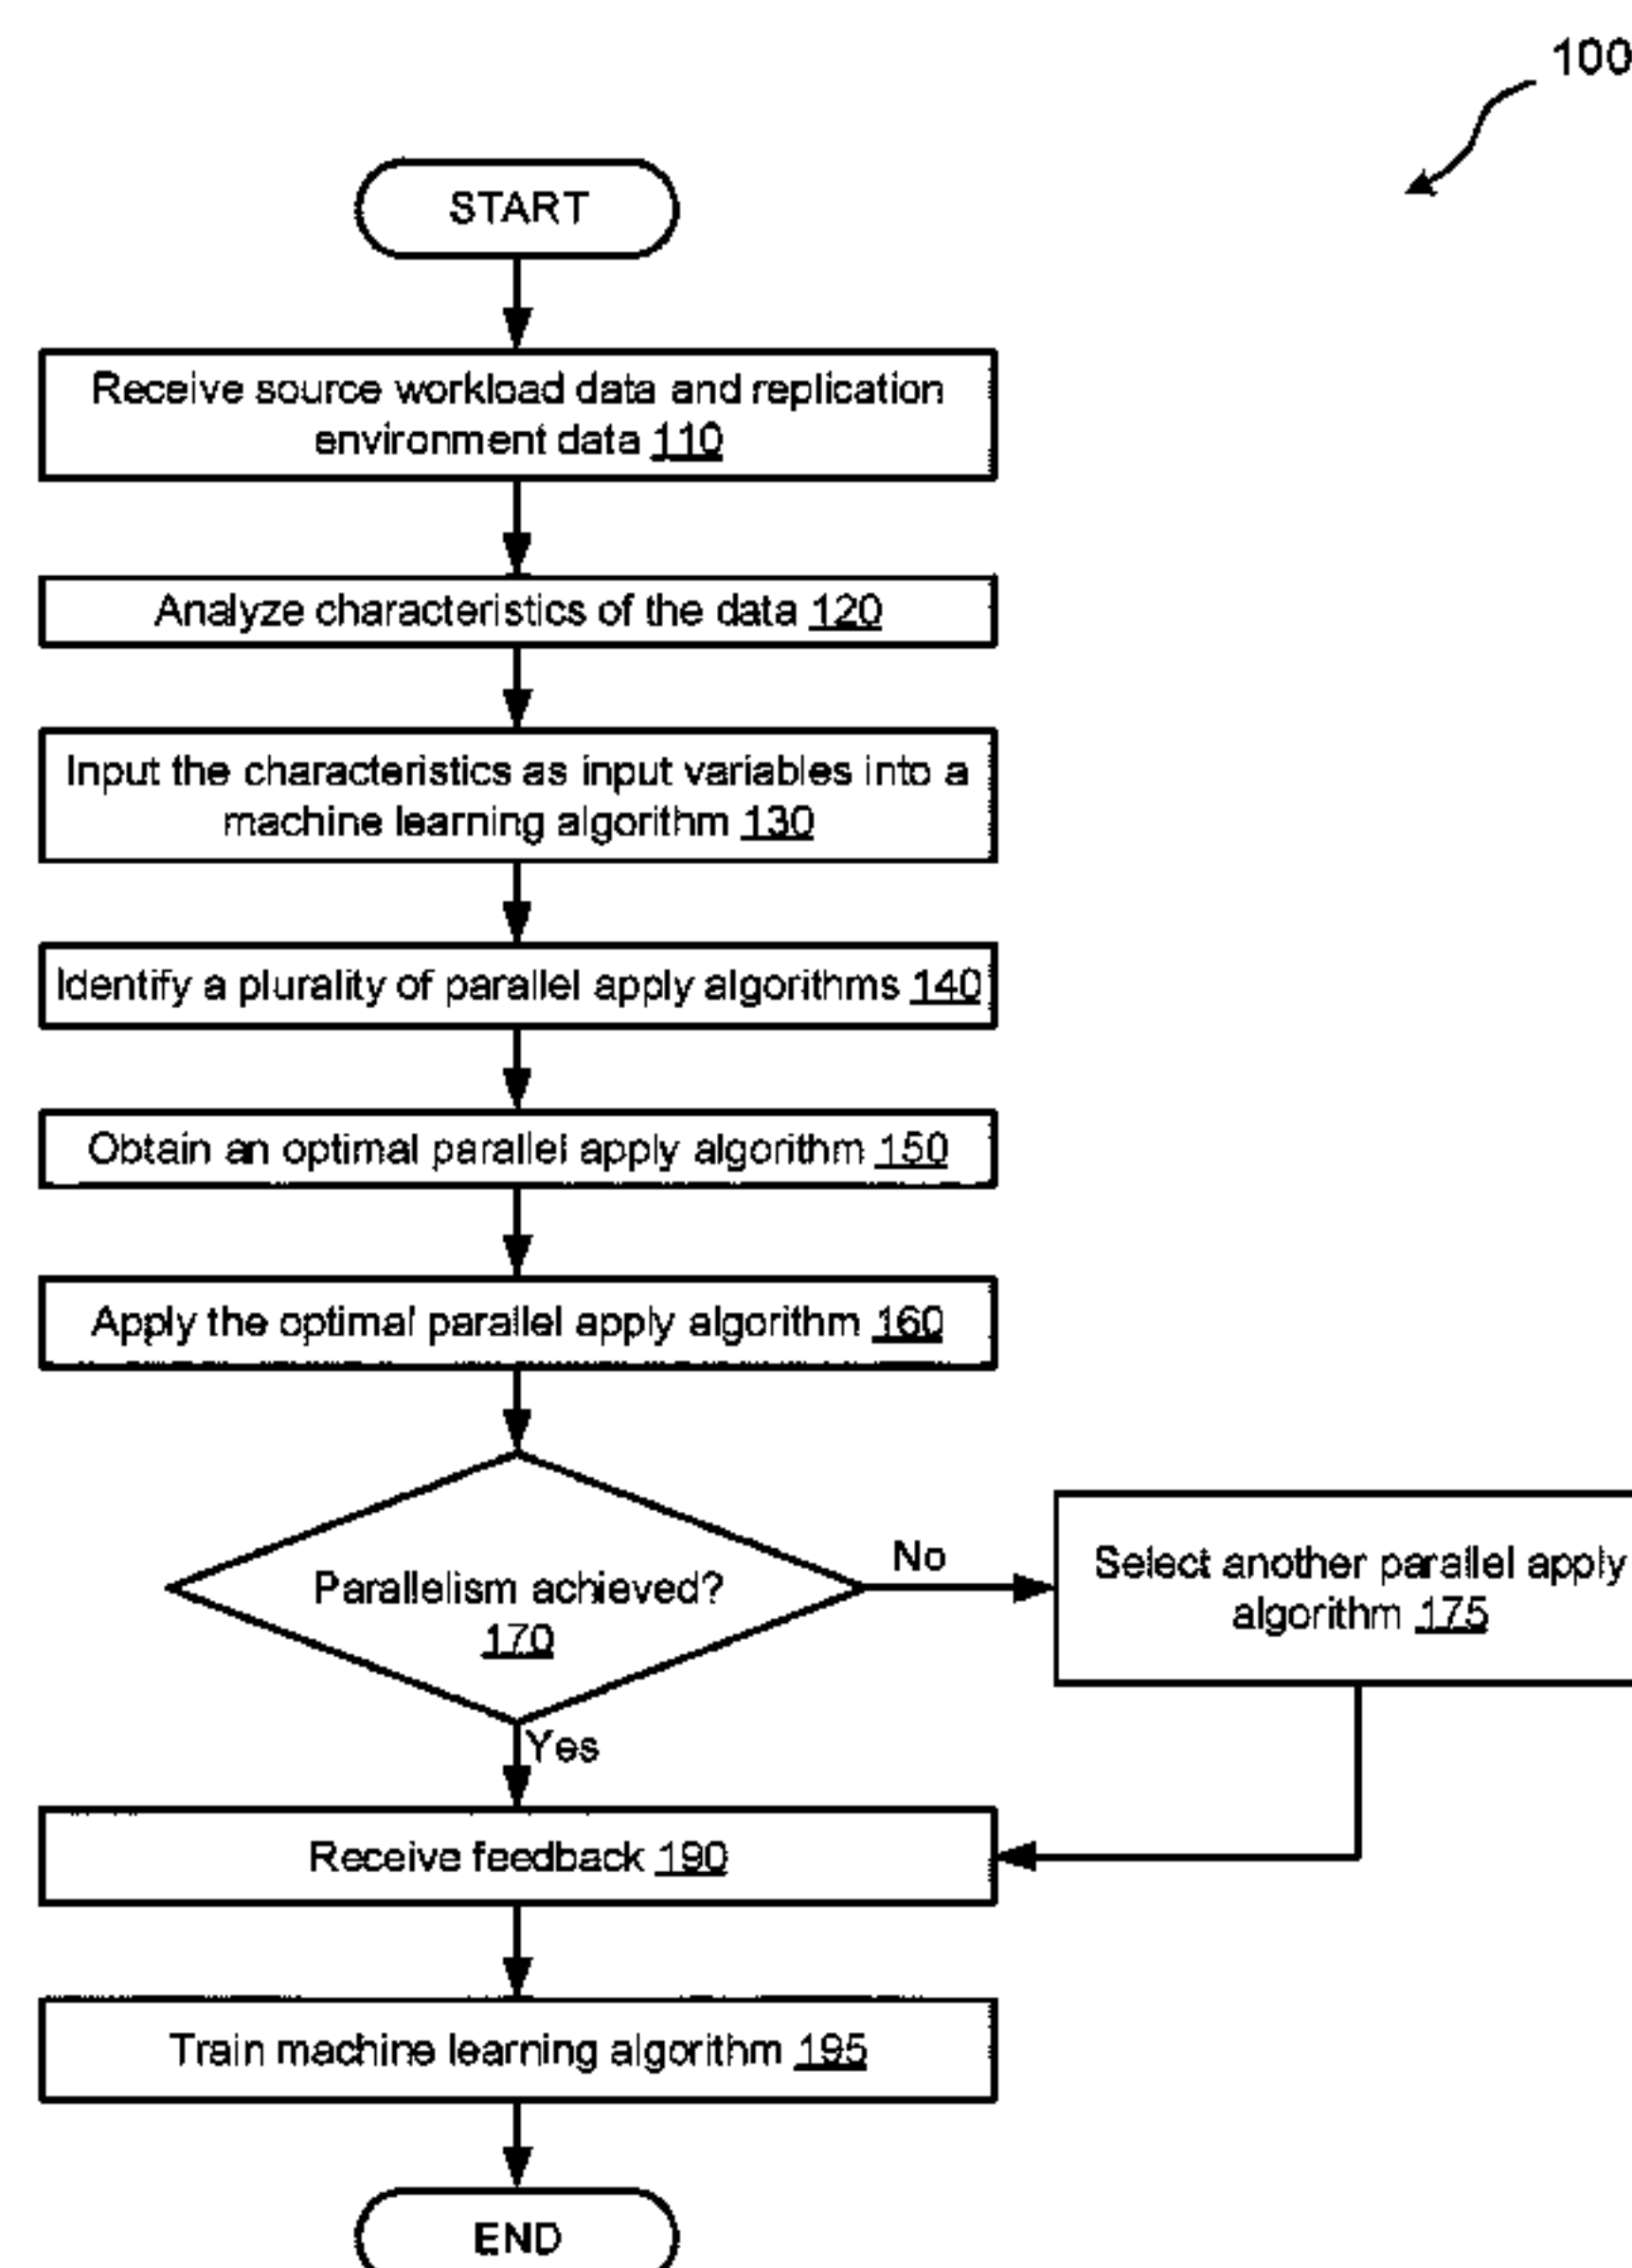 100
START
Receive source workload data and replication
environment data 110
Analyze characteristics of the data 120
Input the characteristics as input variables into a
machine learning algorithm 130
Identify a plurality of parallel apply algorithms 140
Obtain an optimal parallel apply algorithm 150
Apply the optimal parallel apply algorithm 160
Parallelism achieved?
170
No
Select another parallel apply
algorithm 175
Yes
Receive feedback 190
Train machine learning algorithm 195
END